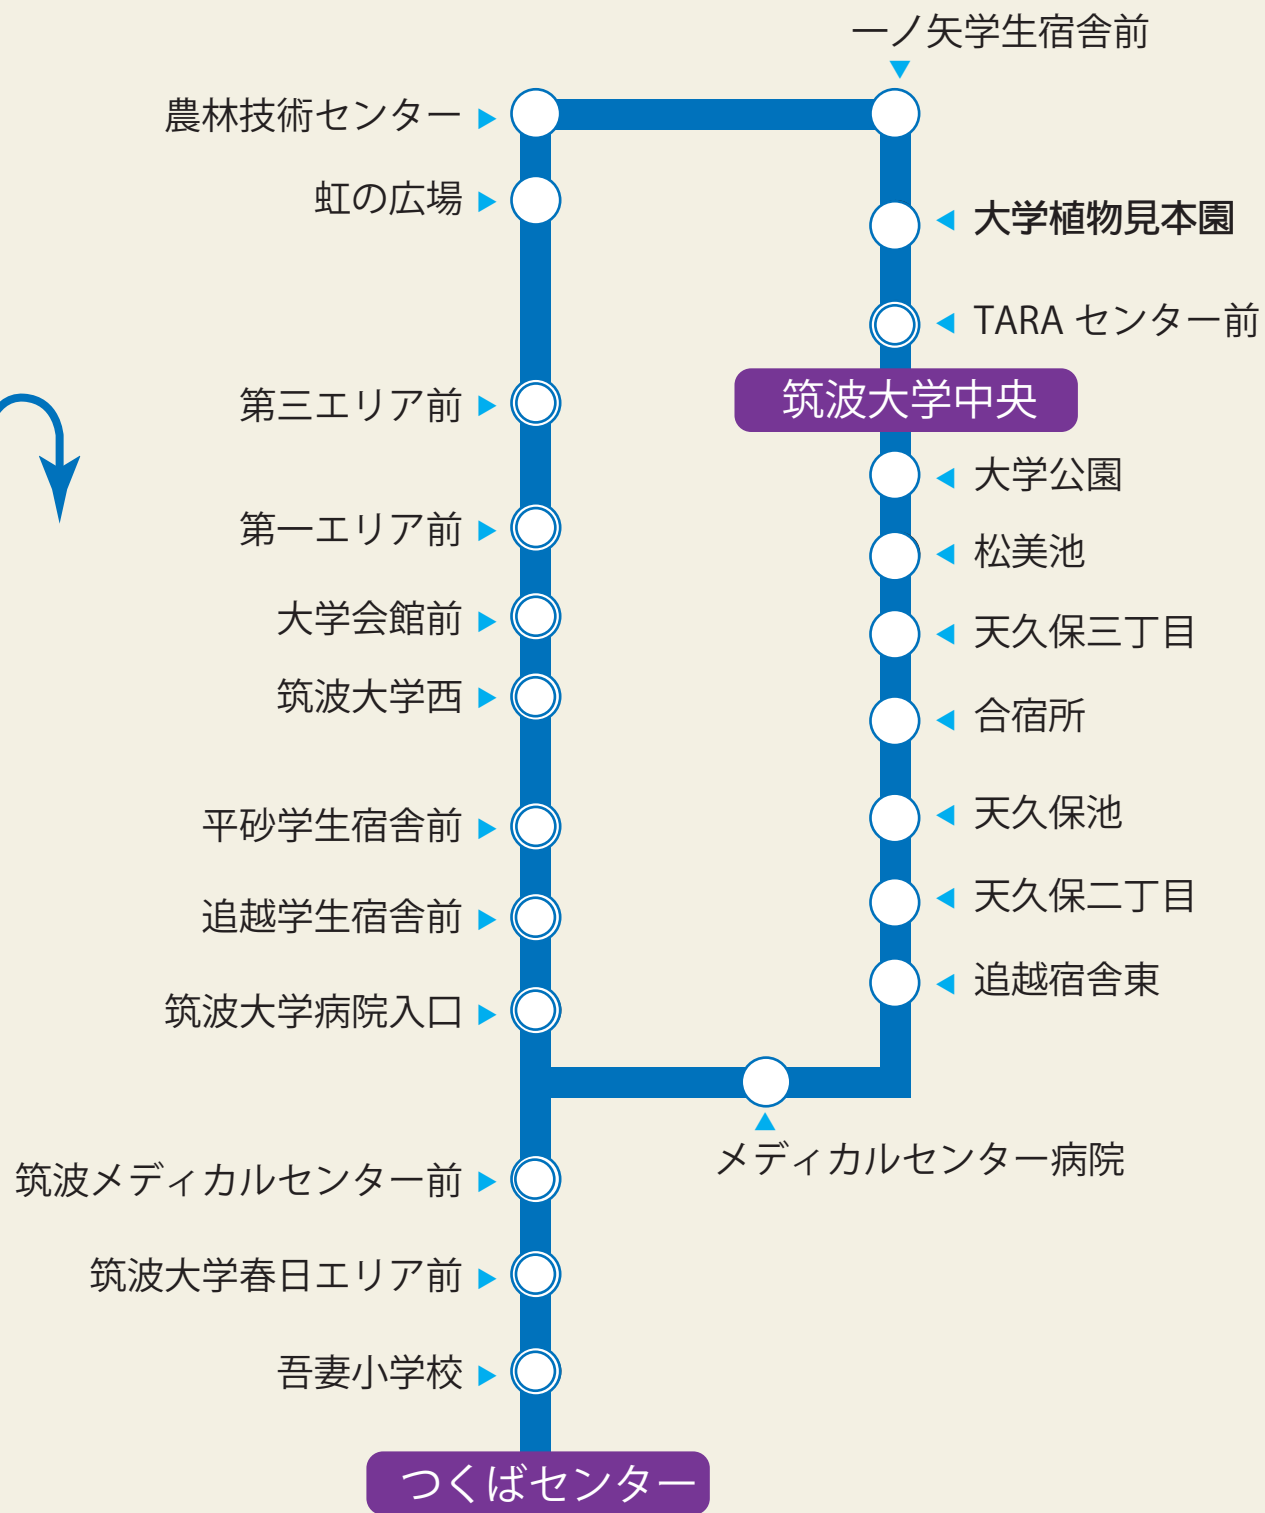 一ノ矢学生宿舎前
農林技術センター
虹の広場
大学植物見本園
TARA センター前
筑波大学中央
第三エリア前
大学公園
第一エリア前
松美池
大学会館前
天久保三丁目
筑波大学西
合宿所
平砂学生宿舎前
天久保池
追越学生宿舎前
天久保二丁目
筑波大学病院入口
追越宿舎東
メディカルセンター病院
筑波メディカルセンター前
筑波大学春日エリア前
吾妻小学校
つくばセンター